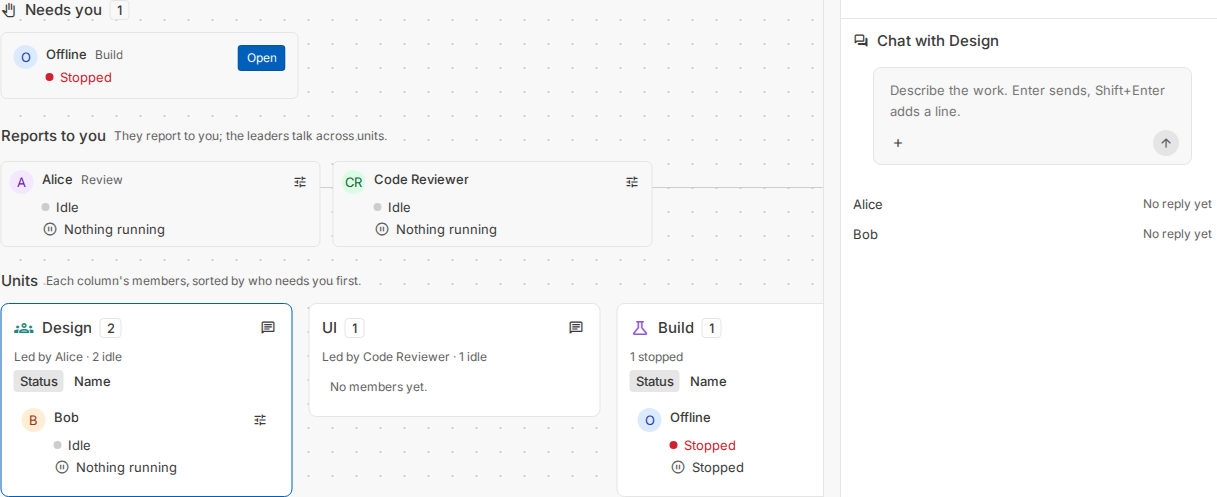 Needs you 1
O Offline Build Open
Stopped
Reports to you They report to you; the leaders talk across units.
A Alice Review
Idle
Nothing running
CR Code Reviewer
Idle
Nothing running
Units Each column's members, sorted by who needs you first.
Design 2
Led by Alice · 2 idle
Status Name
B Bob
Idle
Nothing running
UI 1
Led by Code Reviewer · 1 idle
No members yet.
Build 1
1 stopped
Status Name
O Offline
Stopped
Stopped
Chat with Design
Describe the work. Enter sends, Shift+Enter
adds a line.
+
Alice No reply yet
Bob No reply yet